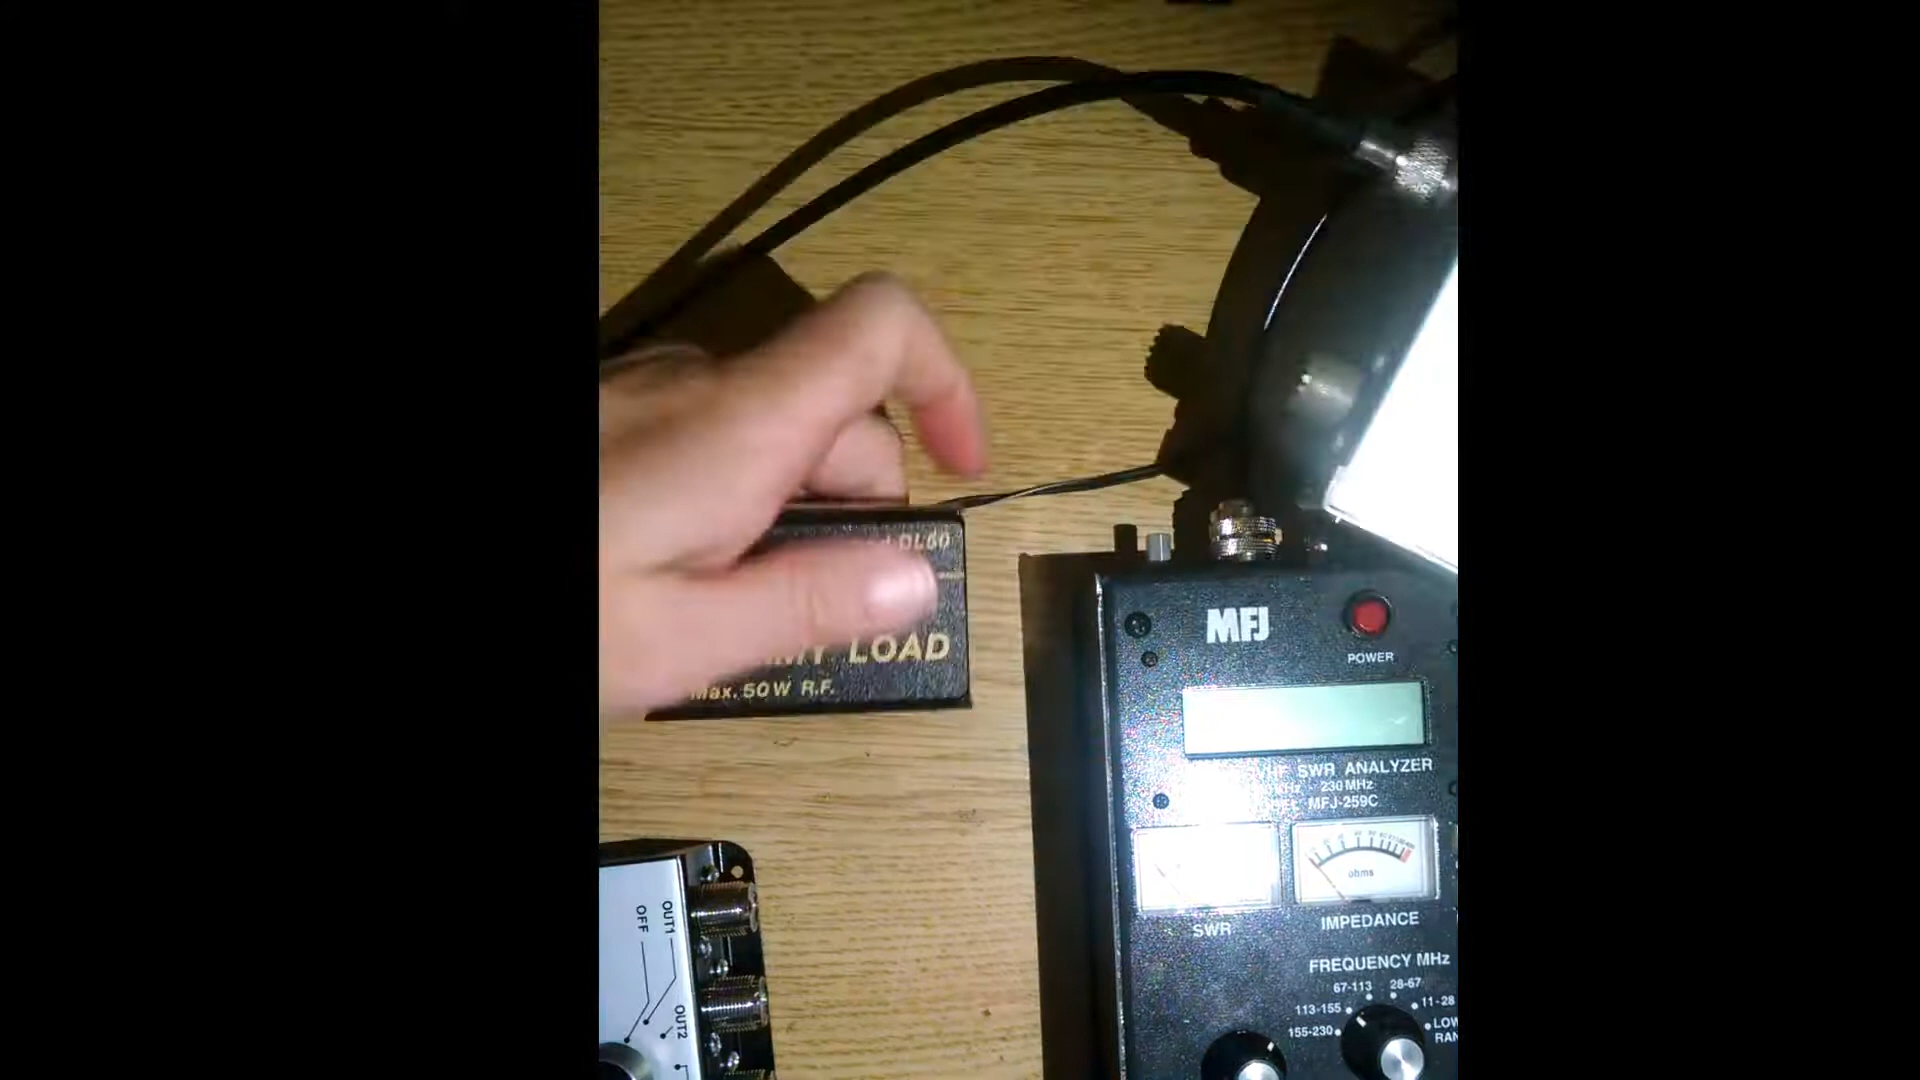 DL60
LOAD
Max. 50W R.F.
MFJ
POWER
SWR ANALYZER
230 MHz
MFJ-259C
ohms
SWR
IMPEDANCE
FREQUENCY MHz
67-113
28-67
113-155
11-28
155-230
OUT1
OFF
OUT2